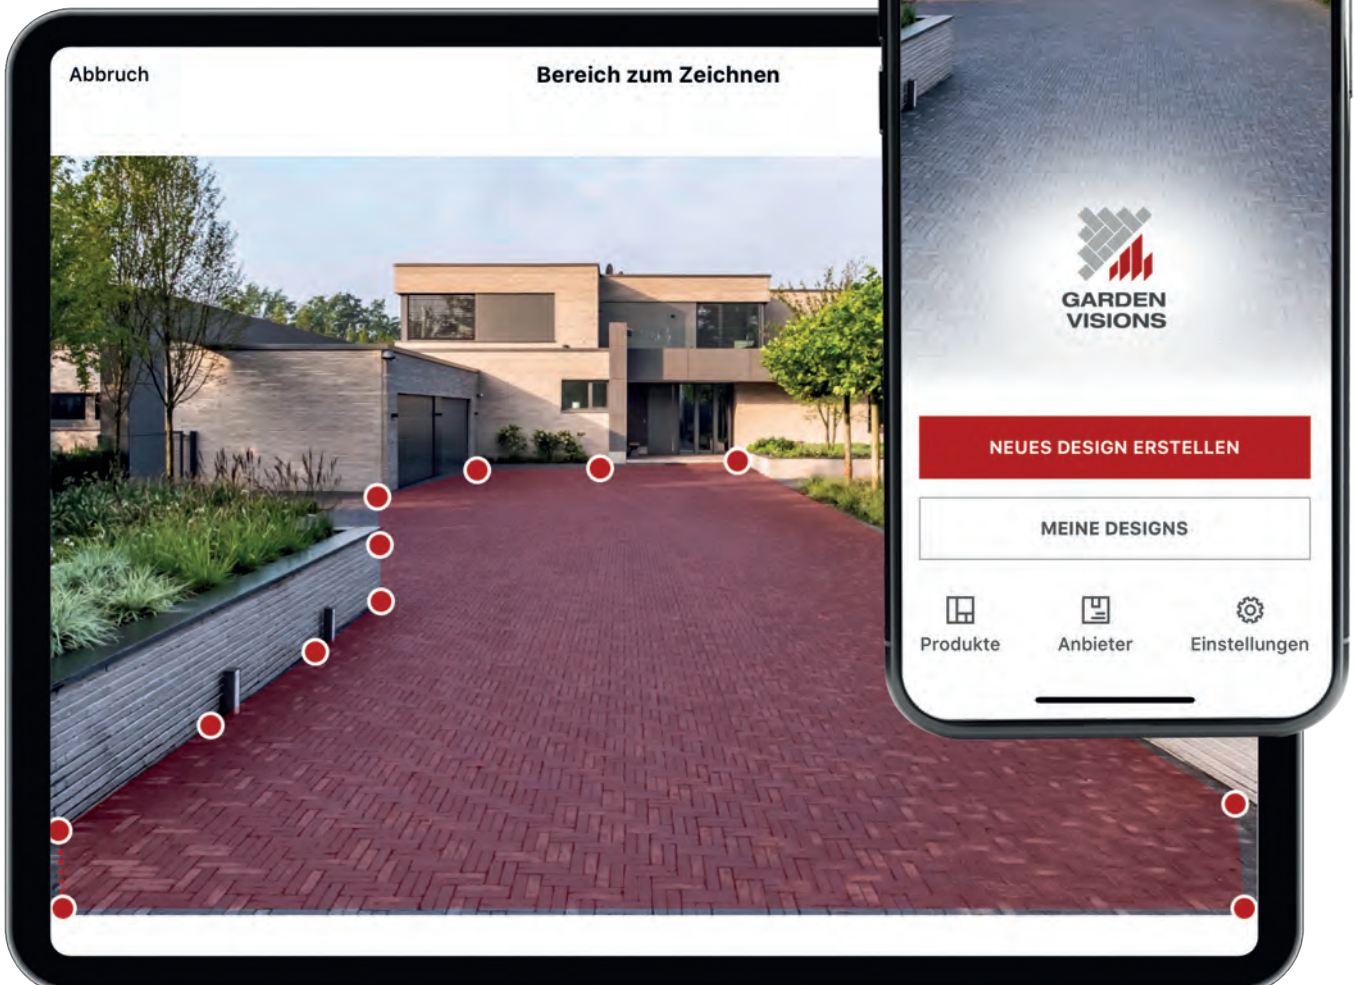 Abbruch
Bereich zum Zeichnen
GARDEN
VISIONS
NEUES DESIGN ERSTELLEN
MEINE DESIGNS
Produkte
Anbieter
Einstellungen